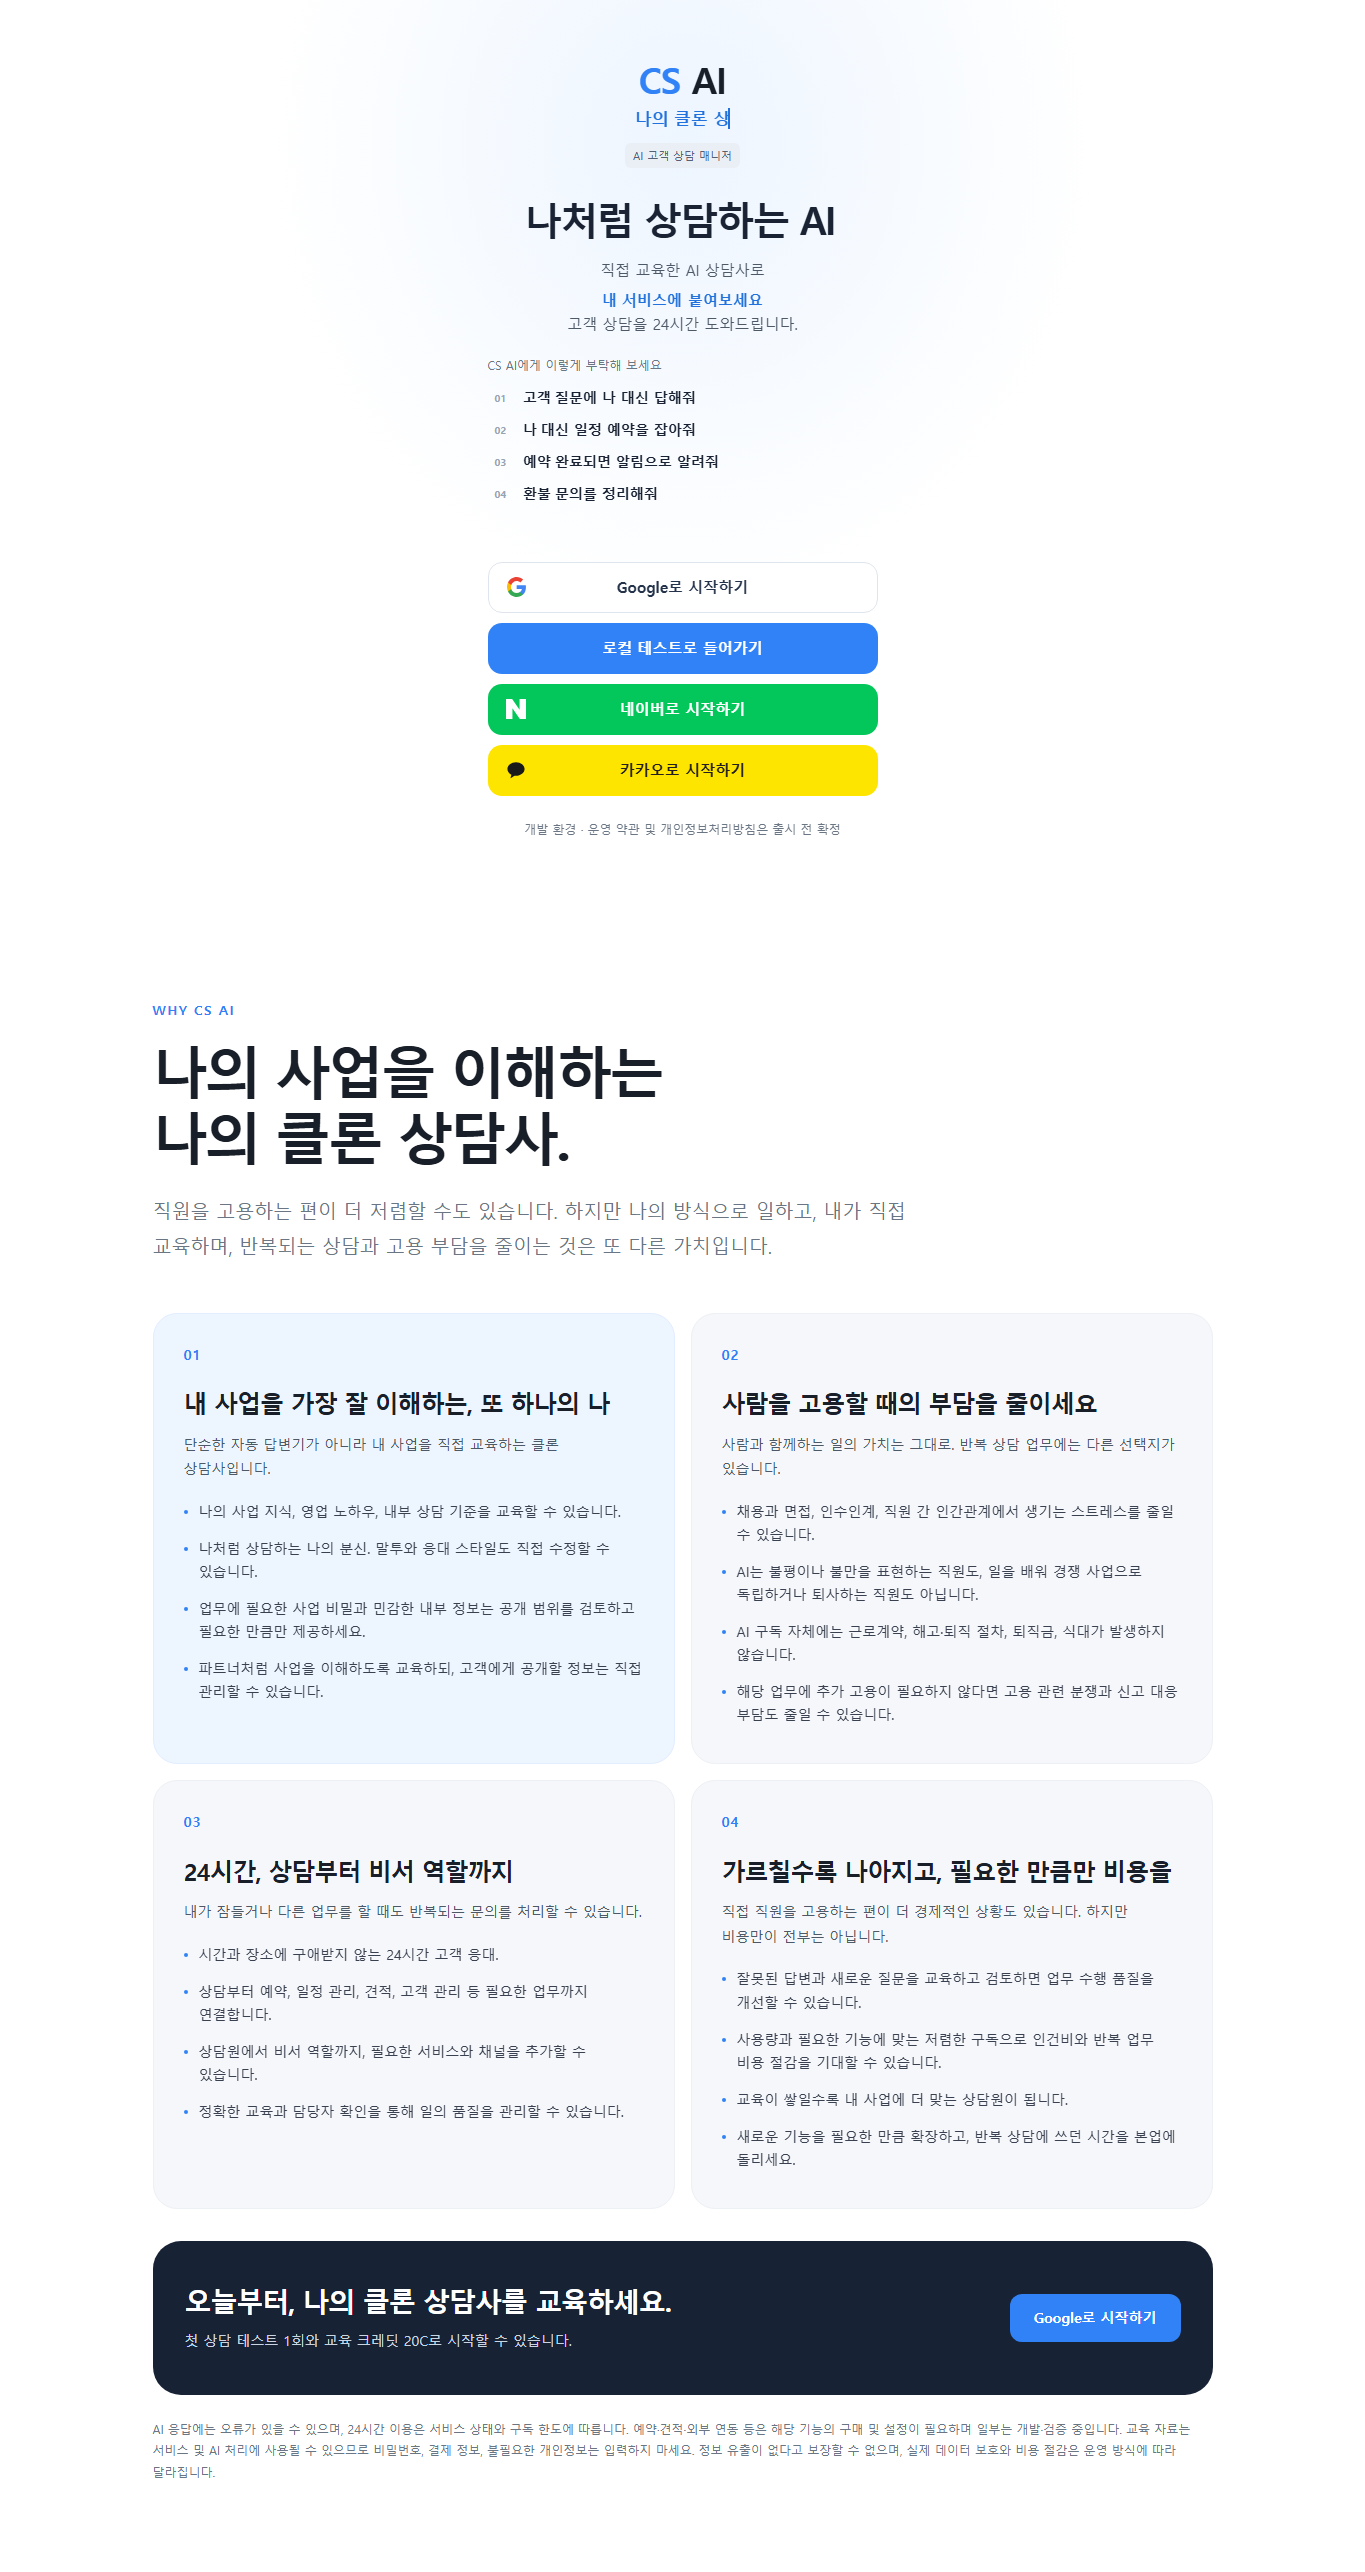 CS AI
나의 클론 상
AI 고객 상담 매니저
나처럼 상담하는 AI
직접 교육한 AI 상담사로
내 서비스에 붙여보세요
고객 상담을 24시간 도와드립니다.
CS AI에게 이렇게 부탁해 보세요
01 고객 질문에 나 대신 답해줘
02 나 대신 일정 예약을 잡아줘
03 예약 완료되면 알림으로 알려줘
04 환불 문의를 정리해줘
Google로 시작하기
로컬 테스트로 들어가기
네이버로 시작하기
카카오로 시작하기
개발 환경 · 운영 약관 및 개인정보처리방침은 출시 전 확정
WHY CS AI
나의 사업을 이해하는
나의 클론 상담사.
직원을 고용하는 편이 더 저렴할 수도 있습니다. 하지만 나의 방식으로 일하고, 내가 직접
교육하며, 반복되는 상담과 고용 부담을 줄이는 것은 또 다른 가치입니다.
01
내 사업을 가장 잘 이해하는, 또 하나의 나
단순한 자동 답변기가 아니라 내 사업을 직접 교육하는 클론
상담사입니다.
• 나의 사업 지식, 영업 노하우, 내부 상담 기준을 교육할 수 있습니다.
• 나처럼 상담하는 나의 분신. 말투와 응대 스타일도 직접 수정할 수
있습니다.
• 업무에 필요한 사업 비밀과 민감한 내부 정보는 공개 범위를 검토하고
필요한 만큼만 제공하세요.
• 파트너처럼 사업을 이해하도록 교육하되, 고객에게 공개할 정보는 직접
관리할 수 있습니다.
02
사람을 고용할 때의 부담을 줄이세요
사람과 함께하는 일의 가치는 그대로. 반복 상담 업무에는 다른 선택지가
있습니다.
• 채용과 면접, 인수인계, 직원 간 인간관계에서 생기는 스트레스를 줄일
수 있습니다.
• AI는 불평이나 불만을 표현하는 직원도, 일을 배워 경쟁 사업으로
독립하거나 퇴사하는 직원도 아닙니다.
• AI 구독 자체에는 근로계약, 해고·퇴직 절차, 퇴직금, 식대가 발생하지
않습니다.
• 해당 업무에 추가 고용이 필요하지 않다면 고용 관련 분쟁과 신고 대응
부담도 줄일 수 있습니다.
03
24시간, 상담부터 비서 역할까지
내가 잠들거나 다른 업무를 할 때도 반복되는 문의를 처리할 수 있습니다.
• 시간과 장소에 구애받지 않는 24시간 고객 응대.
• 상담부터 예약, 일정 관리, 견적, 고객 관리 등 필요한 업무까지
연결합니다.
• 상담원에서 비서 역할까지, 필요한 서비스와 채널을 추가할 수
있습니다.
• 정확한 교육과 담당자 확인을 통해 일의 품질을 관리할 수 있습니다.
04
가르칠수록 나아지고, 필요한 만큼만 비용을
직접 직원을 고용하는 편이 더 경제적인 상황도 있습니다. 하지만
비용만이 전부는 아닙니다.
• 잘못된 답변과 새로운 질문을 교육하고 검토하면 업무 수행 품질을
개선할 수 있습니다.
• 사용량과 필요한 기능에 맞는 저렴한 구독으로 인건비와 반복 업무
비용 절감을 기대할 수 있습니다.
• 교육이 쌓일수록 내 사업에 더 맞는 상담원이 됩니다.
• 새로운 기능을 필요한 만큼 확장하고, 반복 상담에 쓰던 시간을 본업에
돌리세요.
오늘부터, 나의 클론 상담사를 교육하세요.
첫 상담 테스트 1회와 교육 크레딧 20C로 시작할 수 있습니다.
Google로 시작하기
AI 응답에는 오류가 있을 수 있으며, 24시간 이용은 서비스 상태와 구독 한도에 따릅니다. 예약·견적·외부 연동 등은 해당 기능의 구매 및 설정이 필요하며 일부는 개발·검증 중입니다. 교육 자료는
서비스 및 AI 처리에 사용될 수 있으므로 비밀번호, 결제 정보, 불필요한 개인정보는 입력하지 마세요. 정보 유출이 없다고 보장할 수 없으며, 실제 데이터 보호와 비용 절감은 운영 방식에 따라
달라집니다.